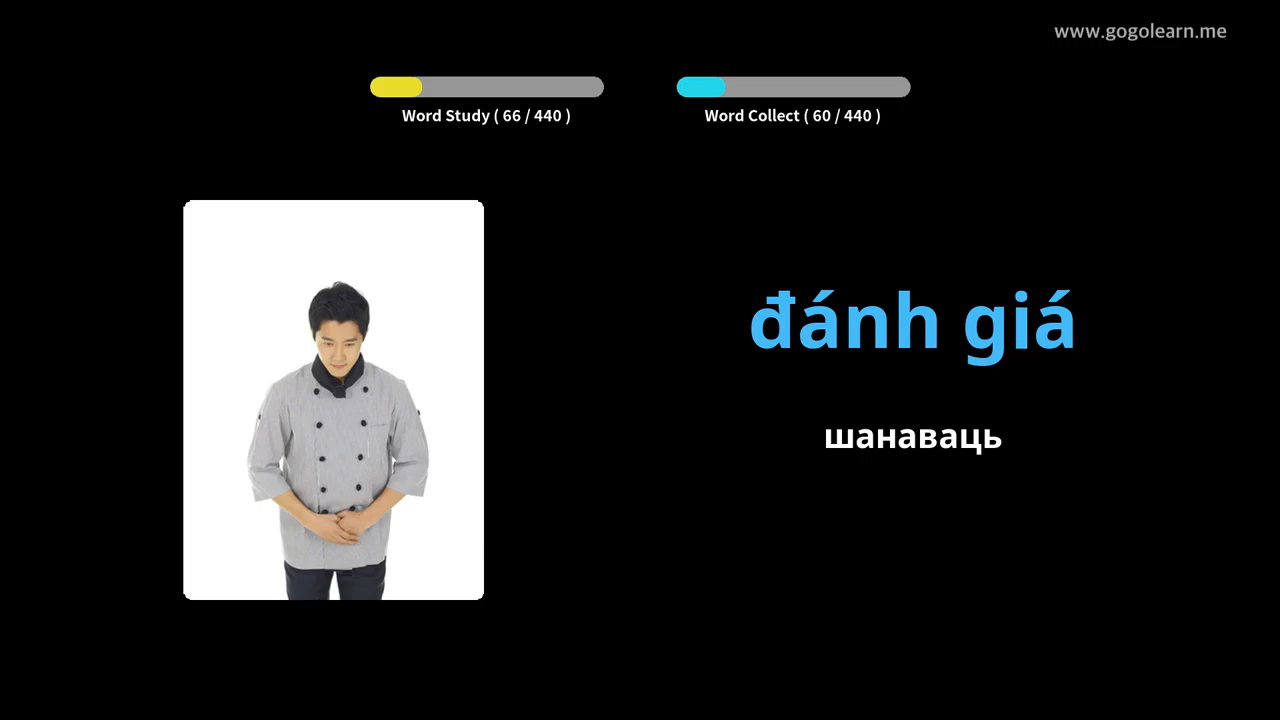 www.gogolearn.me
Word Study ( 66 / 440 )
Word Collect ( 60 / 440 )
đánh giá
шанаваць